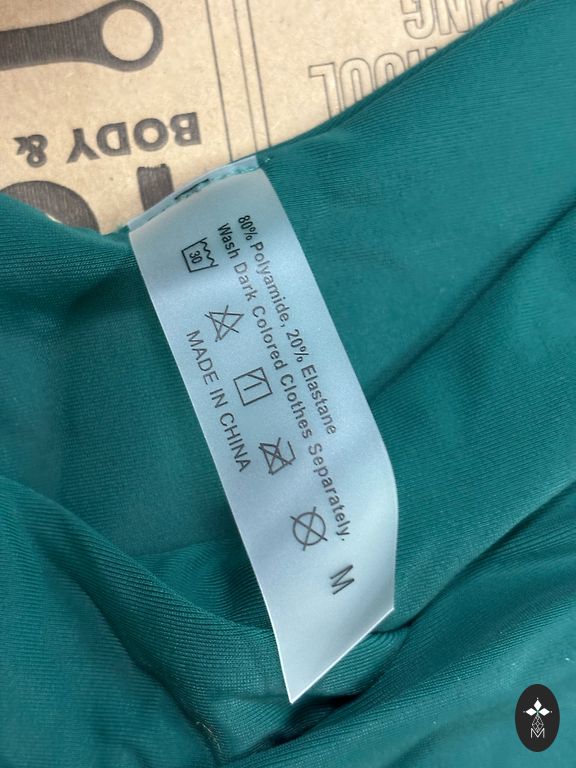 80% Polyamide, 20% Elastane
Wash Dark Colored Clothes Separately.
30
MADE IN CHINA
M
BODY &